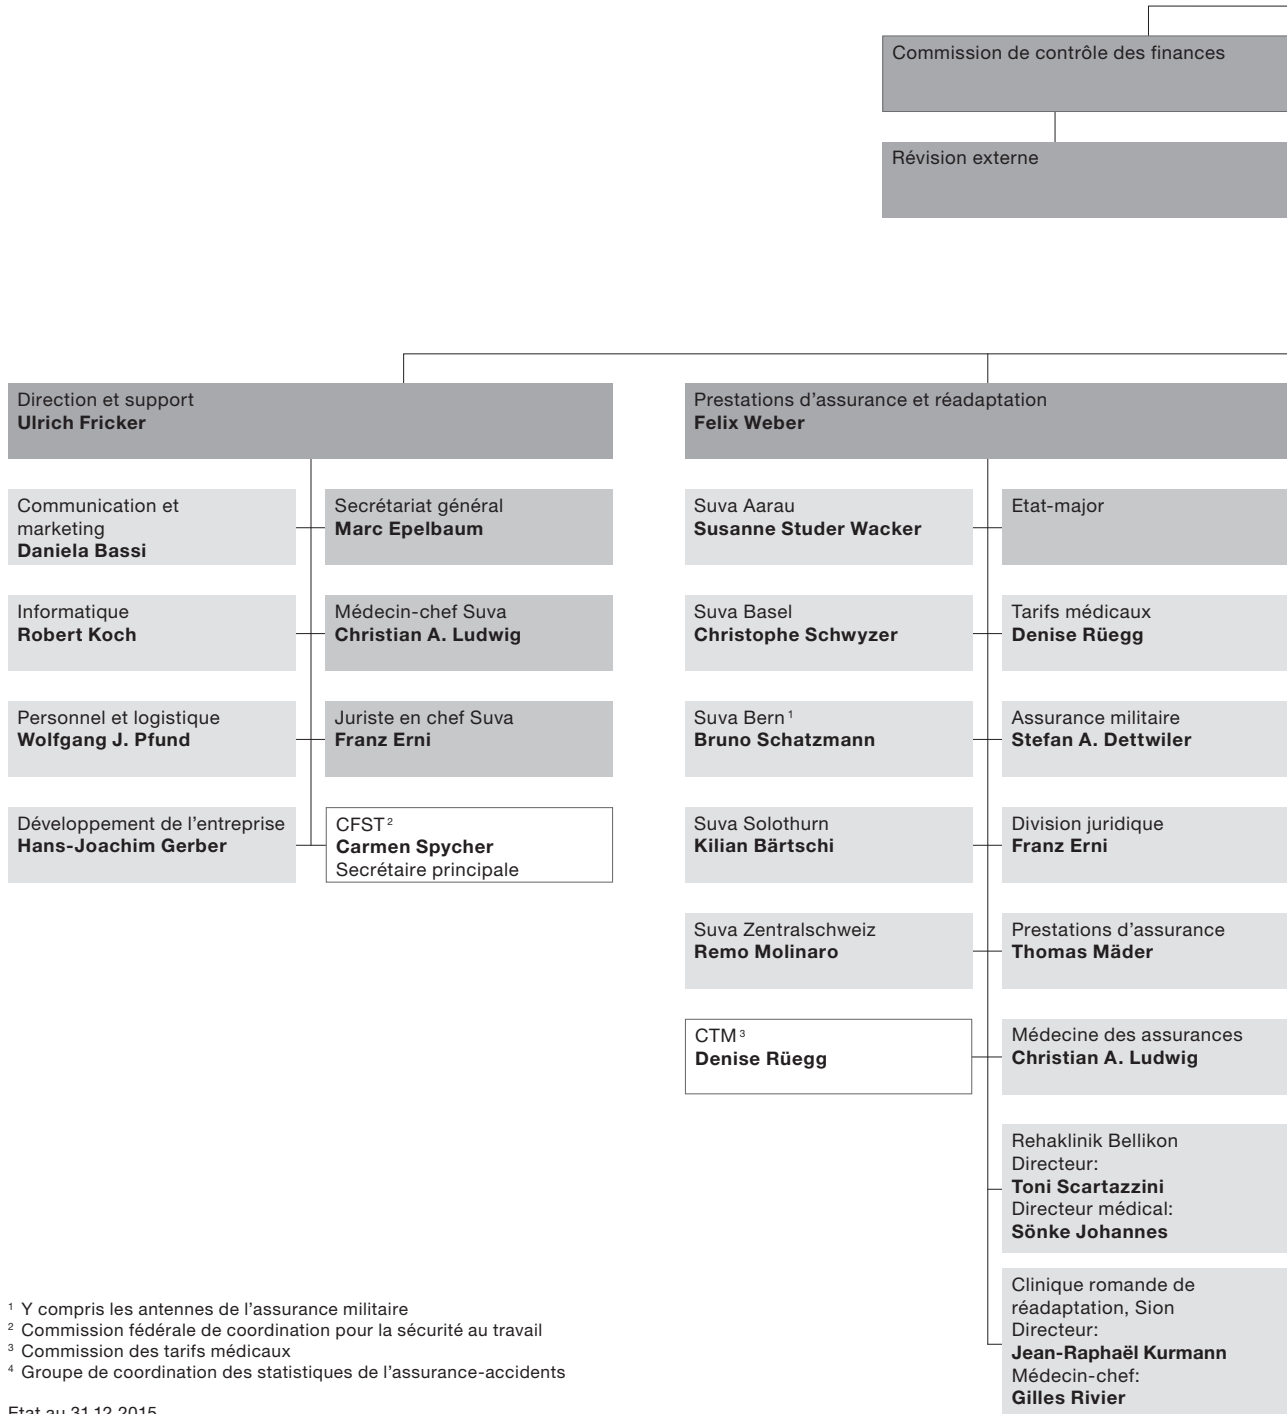 Commission de contrôle des finances
Révision externe
Direction et support
Ulrich Fricker
Communication et
marketing
Daniela Bassi
Secrétariat général
Marc Epelbaum
Informatique
Robert Koch
Médecin-chef Suva
Christian A. Ludwig
Personnel et logistique
Wolfgang J. Pfund
Juriste en chef Suva
Franz Erni
Développement de l'entreprise
Hans-Joachim Gerber
CFST²
Carmen Spycher
Secrétaire principale
Prestations d'assurance et réadaptation
Felix Weber
Suva Aarau
Susanne Studer Wacker
Etat-major
Suva Basel
Christophe Schwyzer
Tarifs médicaux
Denise Rüegg
Suva Bern¹
Bruno Schatzmann
Assurance militaire
Stefan A. Dettwiler
Suva Solothurn
Kilian Bärtschi
Division juridique
Franz Erni
Suva Zentralschweiz
Remo Molinaro
Prestations d'assurance
Thomas Mäder
CTM³
Denise Rüegg
Médecine des assurances
Christian A. Ludwig
Rehaklinik Bellikon
Directeur:
Toni Scartazzini
Directeur médical:
Sönke Johannes
Clinique romande de
réadaptation, Sion
Directeur:
Jean-Raphaël Kurmann
Médecin-chef:
Gilles Rivier
¹ Y compris les antennes de l'assurance militaire
² Commission fédérale de coordination pour la sécurité au travail
³ Commission des tarifs médicaux
⁴ Groupe de coordination des statistiques de l'assurance-accidents
Etat au 31.12.2015